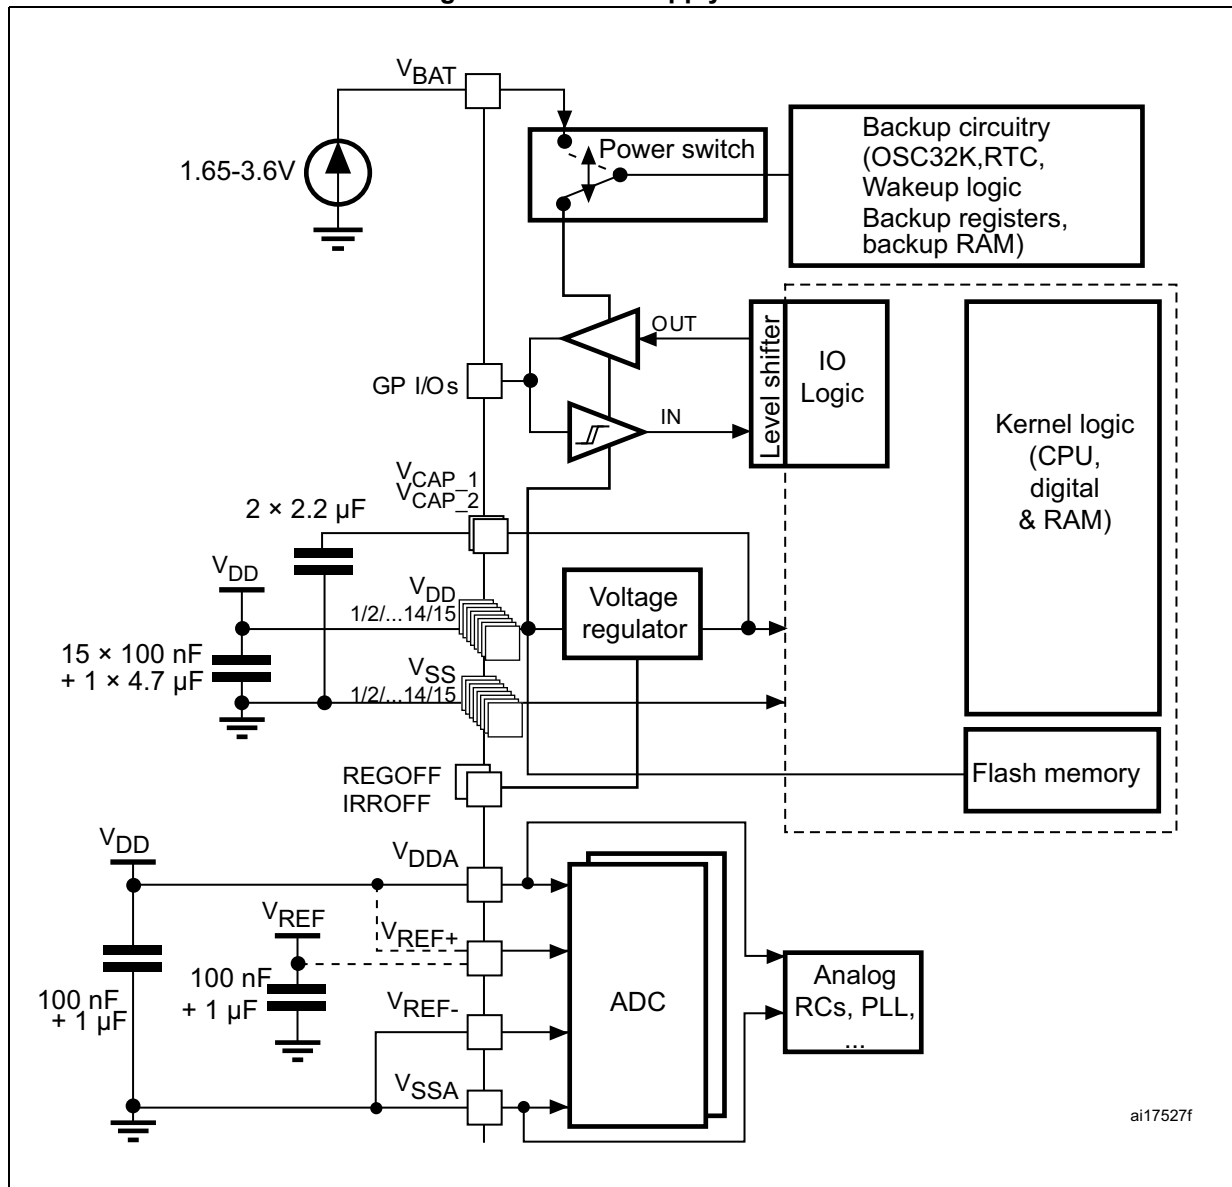 VBAT
1.65-3.6V
Power switch
Backup circuitry
(OSC32K,RTC,
Wakeup logic
Backup registers,
backup RAM)
OUT
IN
GP I/Os
Level shifter
IO
Logic
Kernel logic
(CPU,
digital
& RAM)
VCAP_1
VCAP_2
2 × 2.2 µF
VDD
VDD
1/2/...14/15
Voltage
regulator
15 × 100 nF
+ 1 × 4.7 µF
VSS
1/2/...14/15
REGOFF
IRROFF
Flash memory
VDD
VDDA
VREF
VREF+
100 nF
+ 1 µF
100 nF
+ 1 µF
VREF-
VSSA
ADC
Analog
RCs, PLL,
...
ai17527f